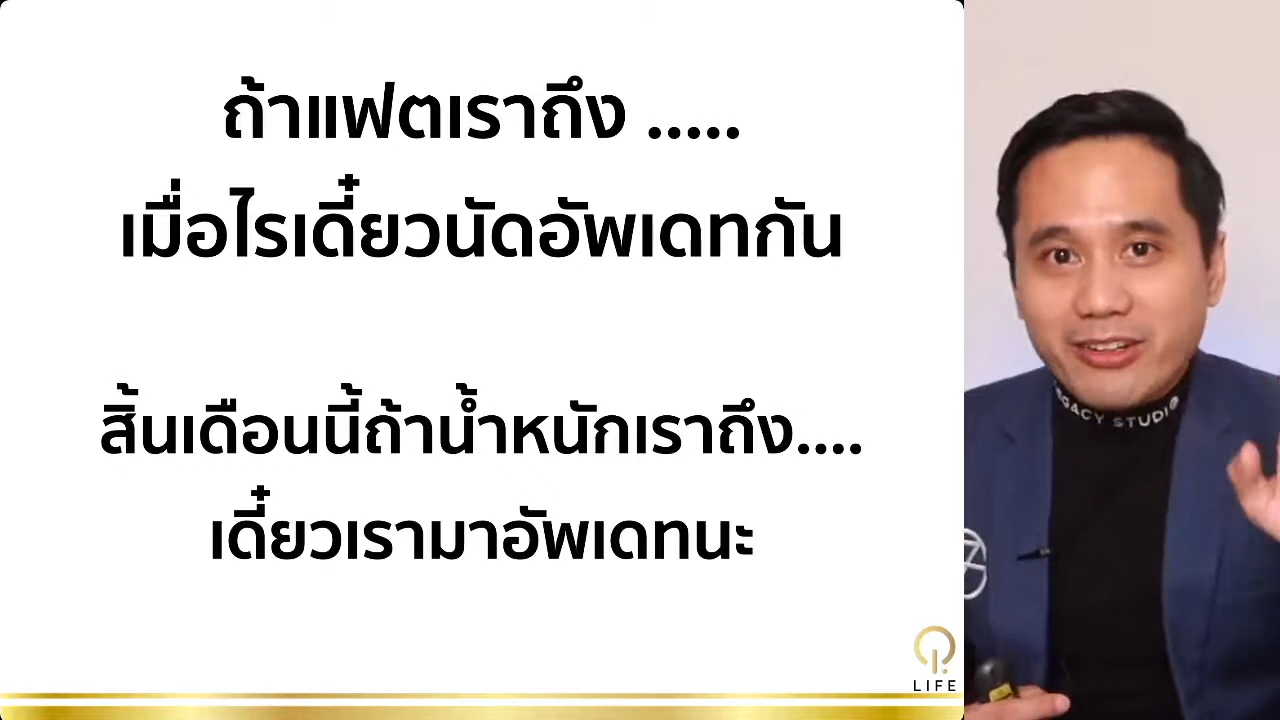 ถ้าแฟตเราถึง .....
เมื่อไรเดี๋ยวนัดอัพเดทกัน
สิ้นเดือนนี้ถ้าน้ำหนักเราถึง....
เดี๋ยวเรามาอัพเดทนะ
LIFE
GACY STUDIO